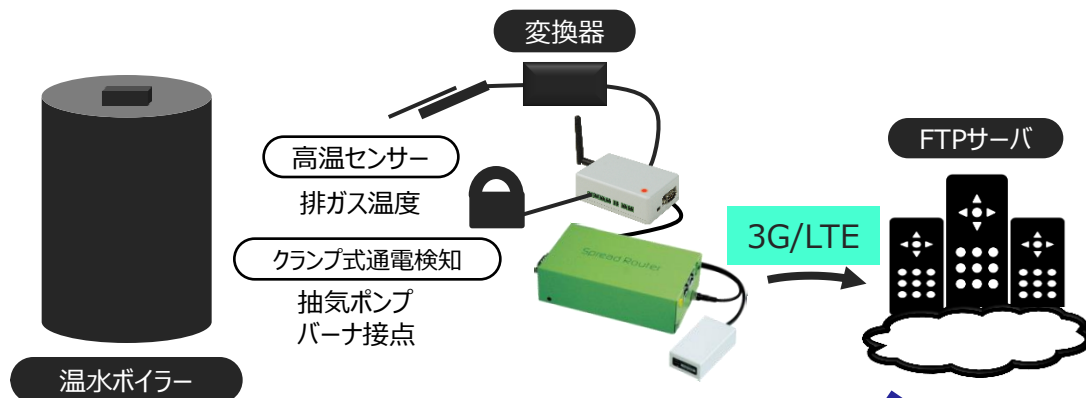 変換器
高温センサー
排ガス温度
クランプ式通電検知
抽気ポンプ
バーナ接点
温水ボイラー
Spread Router
3G/LTE
FTPサーバ